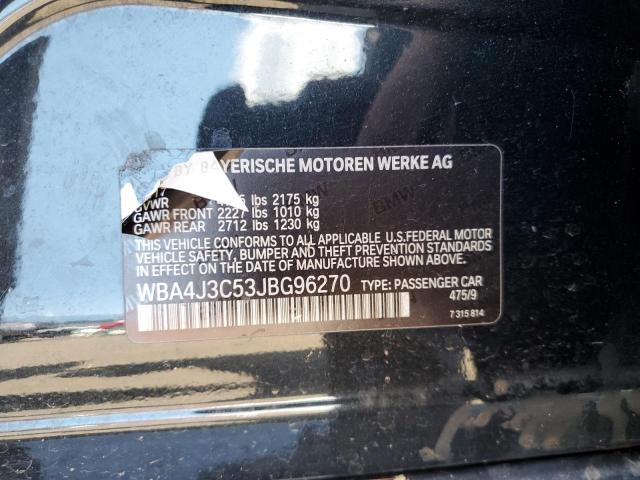 BY BAYERISCHE MOTOREN WERKE AG
17
GVWR lbs 2175 kg
GAWR FRONT 2227 lbs 1010 kg
GAWR REAR 2712 lbs 1230 kg
THIS VEHICLE CONFORMS TO ALL APPLICABLE U.S.FEDERAL MOTOR
VEHICLE SAFETY, BUMPER AND THEFT PREVENTION STANDARDS
IN EFFECT ON THE DATE OF MANUFACTURE SHOWN ABOVE.
WBA4J3C53JBG96270 TYPE: PASSENGER CAR
475/9
7 315 814